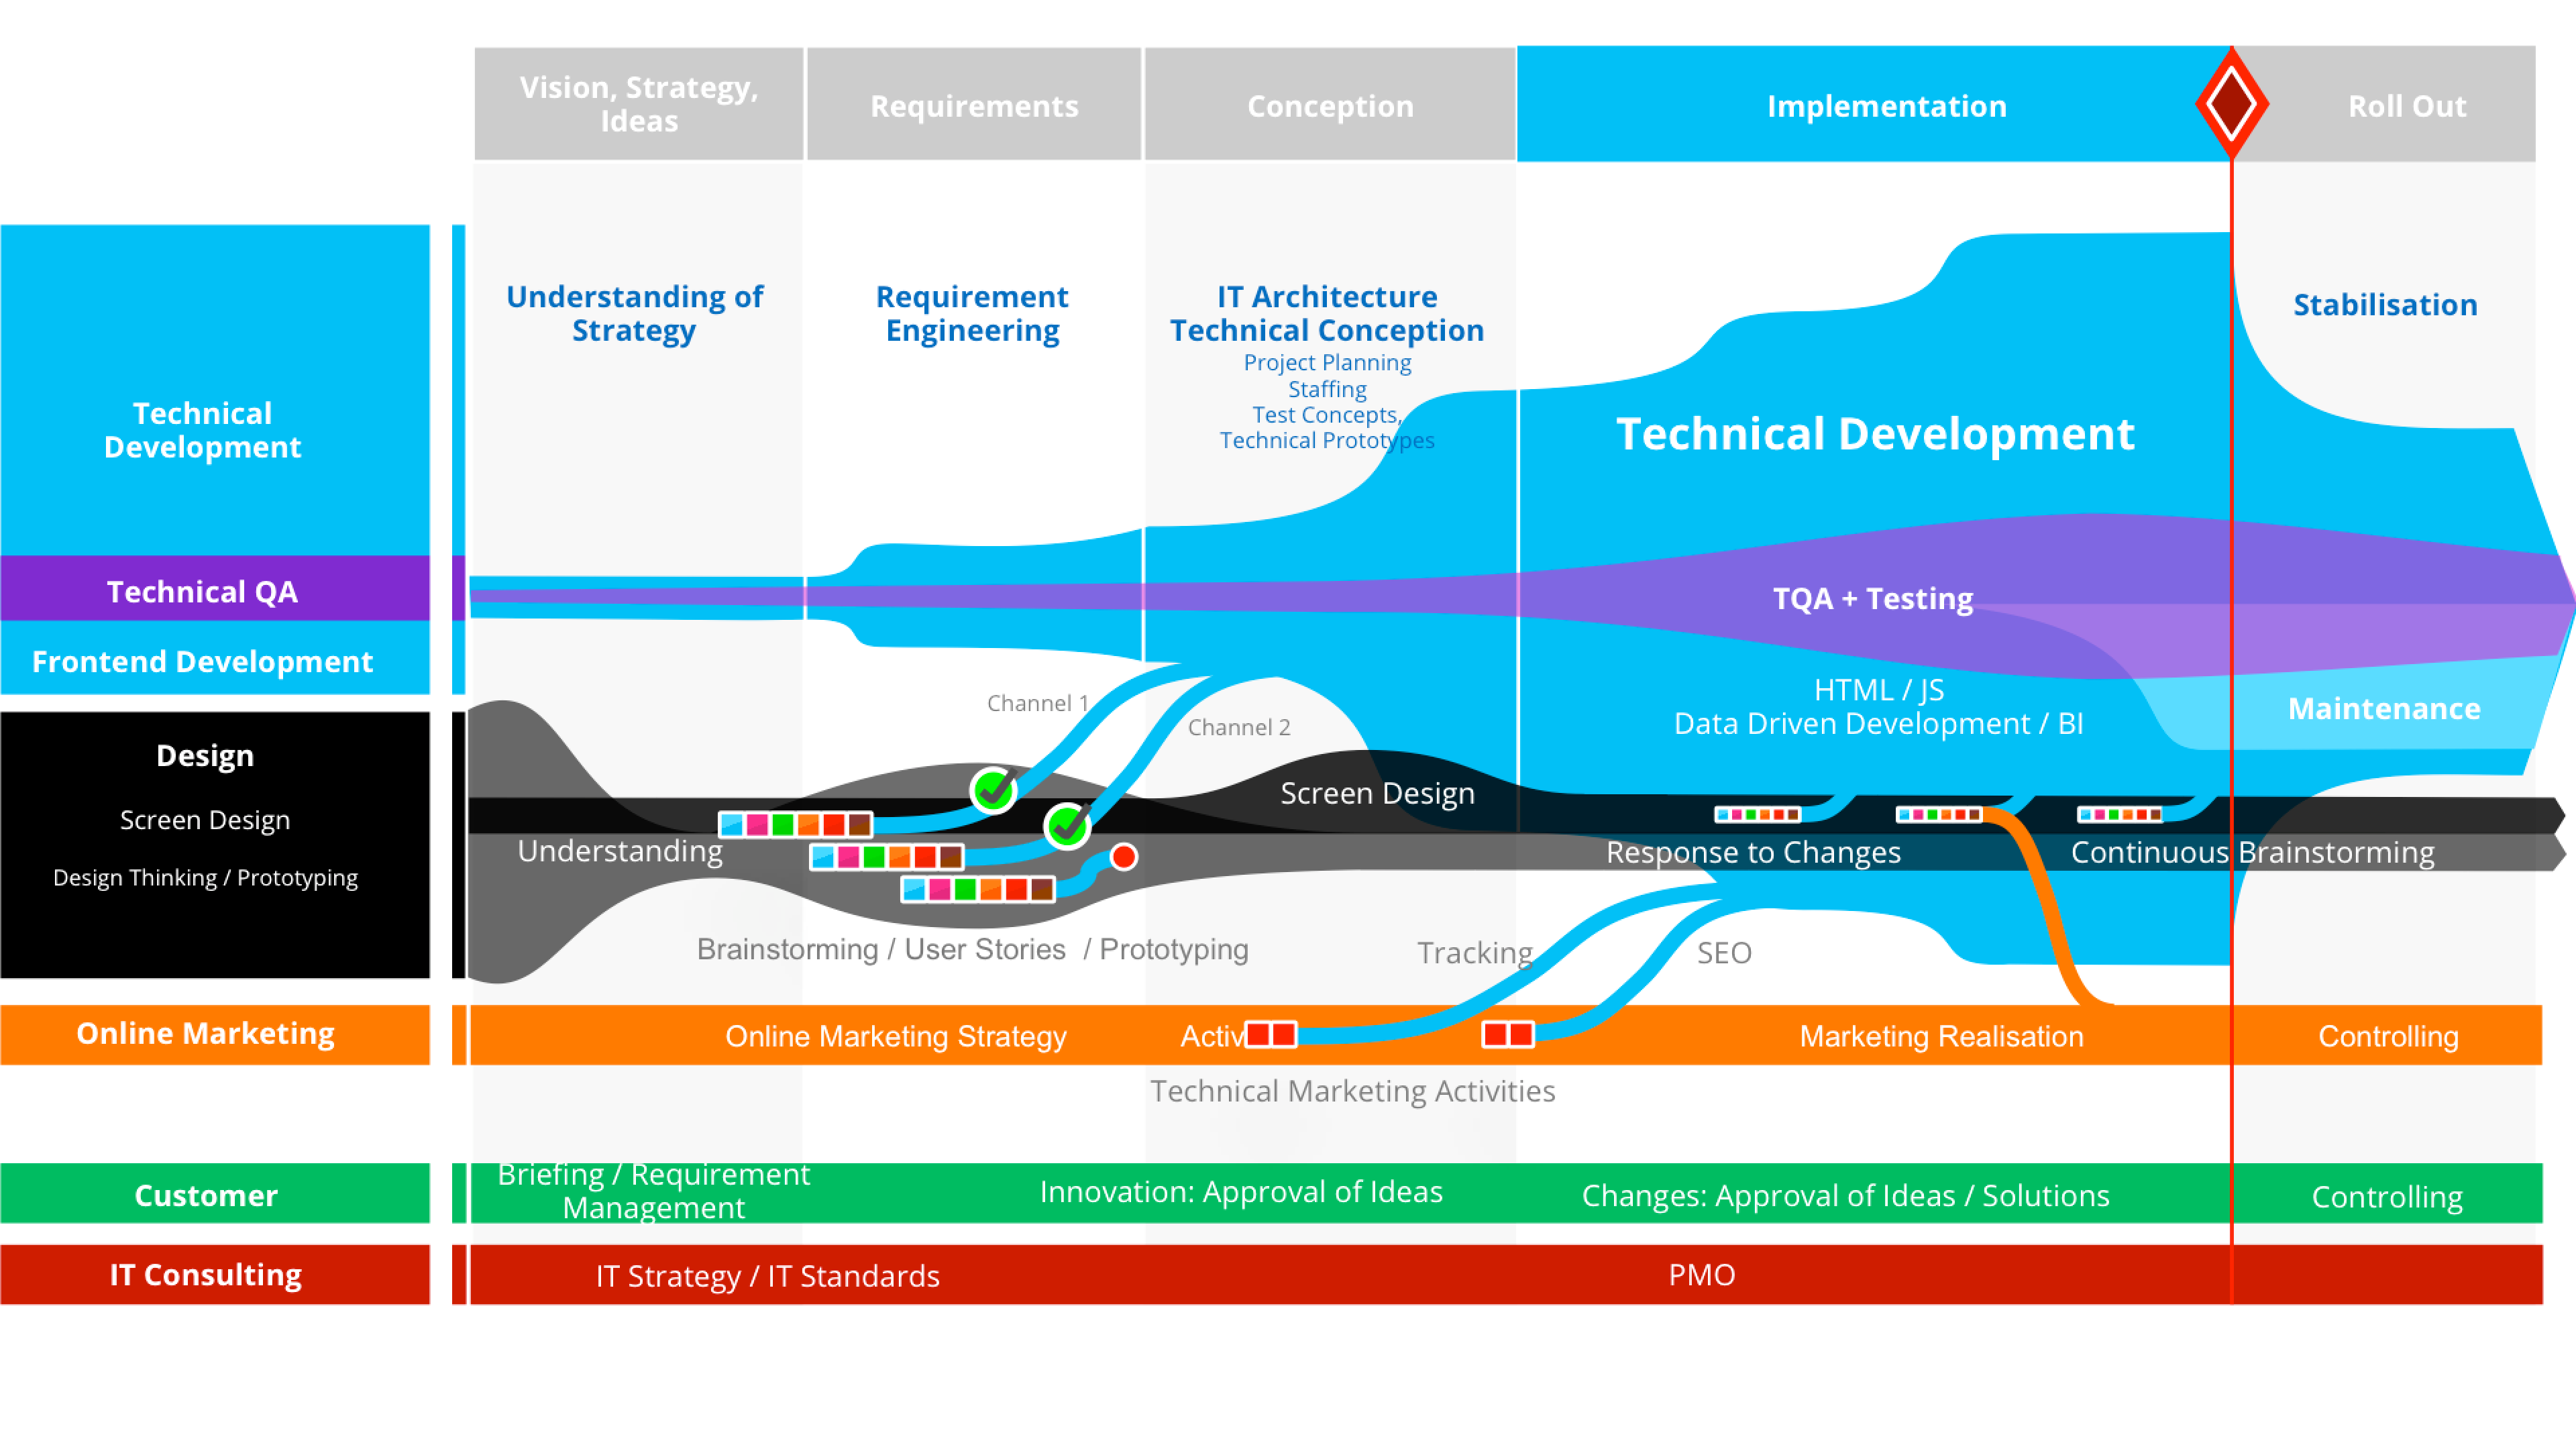 Vision, Strategy,
Ideas
Requirements
Conception
Implementation
Roll Out
Understanding of
Strategy
Requirement
Engineering
IT Architecture
Technical Conception
Project Planning
Staffing
Test Concepts,
Technical Prototypes
Stabilisation
Technical
Development
Technical Development
Technical QA
TQA + Testing
Frontend Development
HTML / JS
Data Driven Development / BI
Maintenance
Channel 1
Channel 2
Design
Screen Design
Design Thinking / Prototyping
Screen Design
Understanding
Response to Changes
Continuous Brainstorming
Brainstorming / User Stories / Prototyping
Tracking
SEO
Online Marketing
Online Marketing Strategy
Activ
Marketing Realisation
Controlling
Technical Marketing Activities
Customer
Briefing / Requirement
Management
Innovation: Approval of Ideas
Changes: Approval of Ideas / Solutions
Controlling
IT Consulting
IT Strategy / IT Standards
PMO